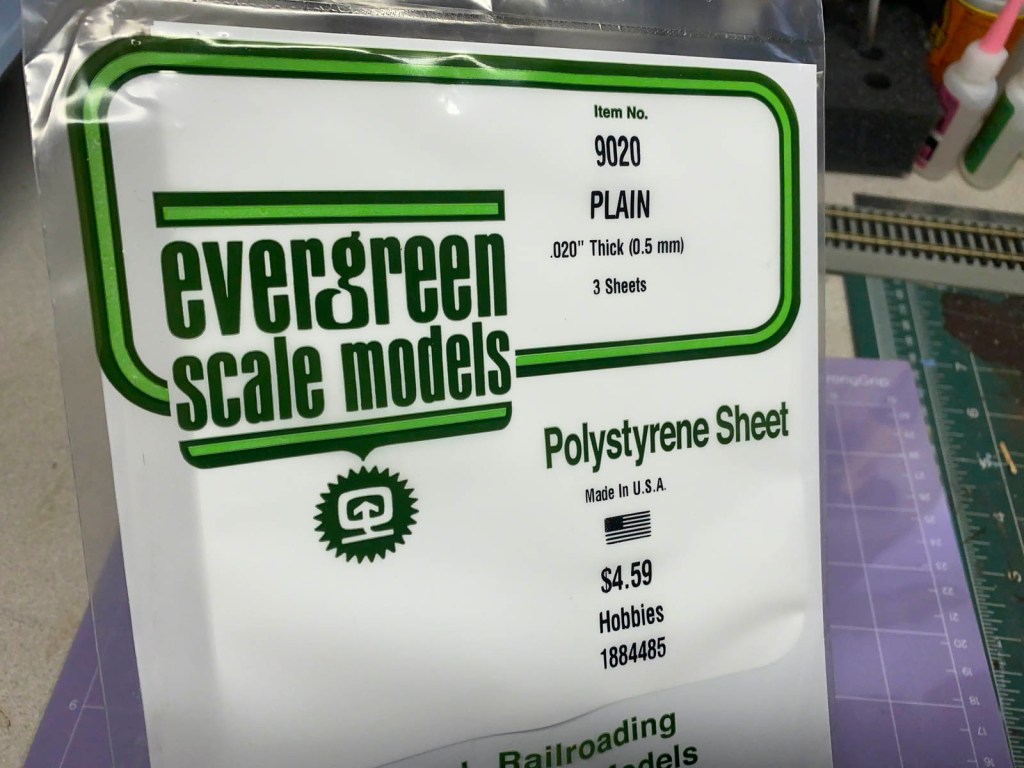 evergreen
scale models
Item No.
9020
PLAIN
.020" Thick (0.5 mm)
3 Sheets
Polystyrene Sheet
Made In U.S.A.
$4.59
Hobbies
1884485
Railroading